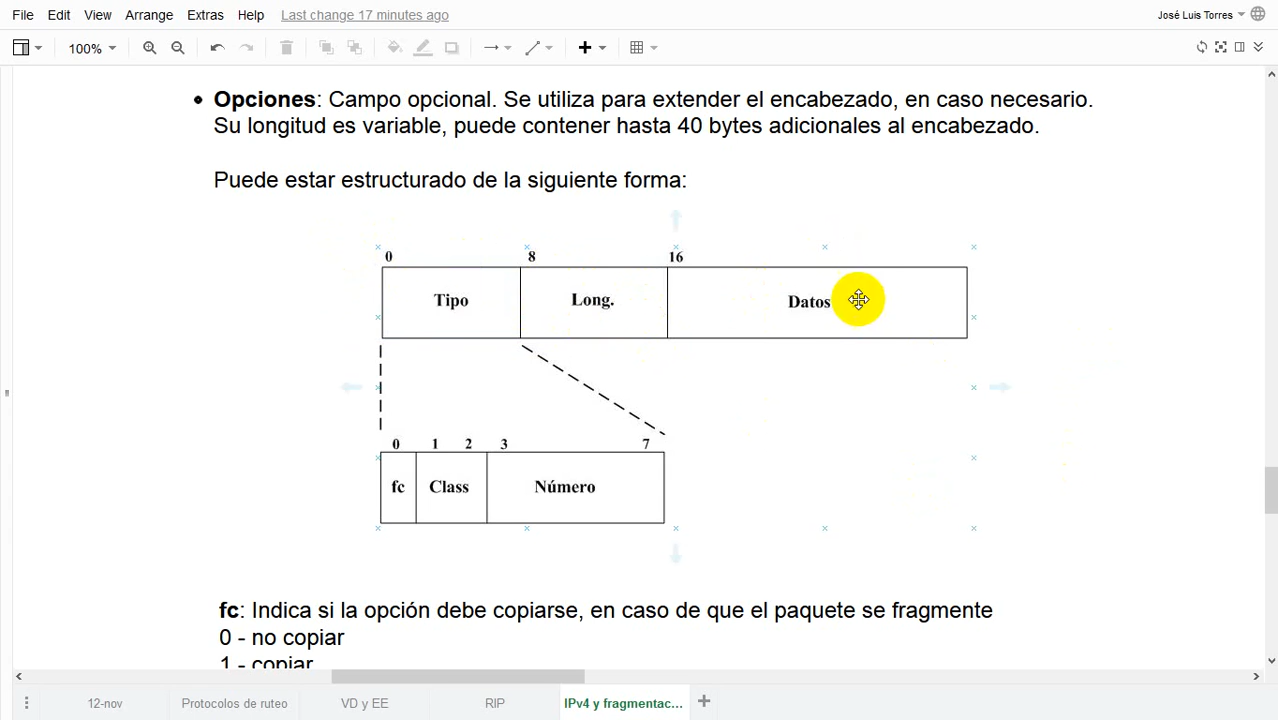 File Edit View Arrange Extras Help Last change 17 minutes ago José Luis Torres
100%
Opciones: Campo opcional. Se utiliza para extender el encabezado, en caso necesario.
Su longitud es variable, puede contener hasta 40 bytes adicionales al encabezado.
Puede estar estructurado de la siguiente forma:
0 8 16
Tipo Long. Datos
0 1 2 3 7
fc Class Número
fc: Indica si la opción debe copiarse, en caso de que el paquete se fragmente
0 - no copiar
1 - copiar
12-nov Protocolos de ruteo VD y EE RIP IPv4 y fragmentac...